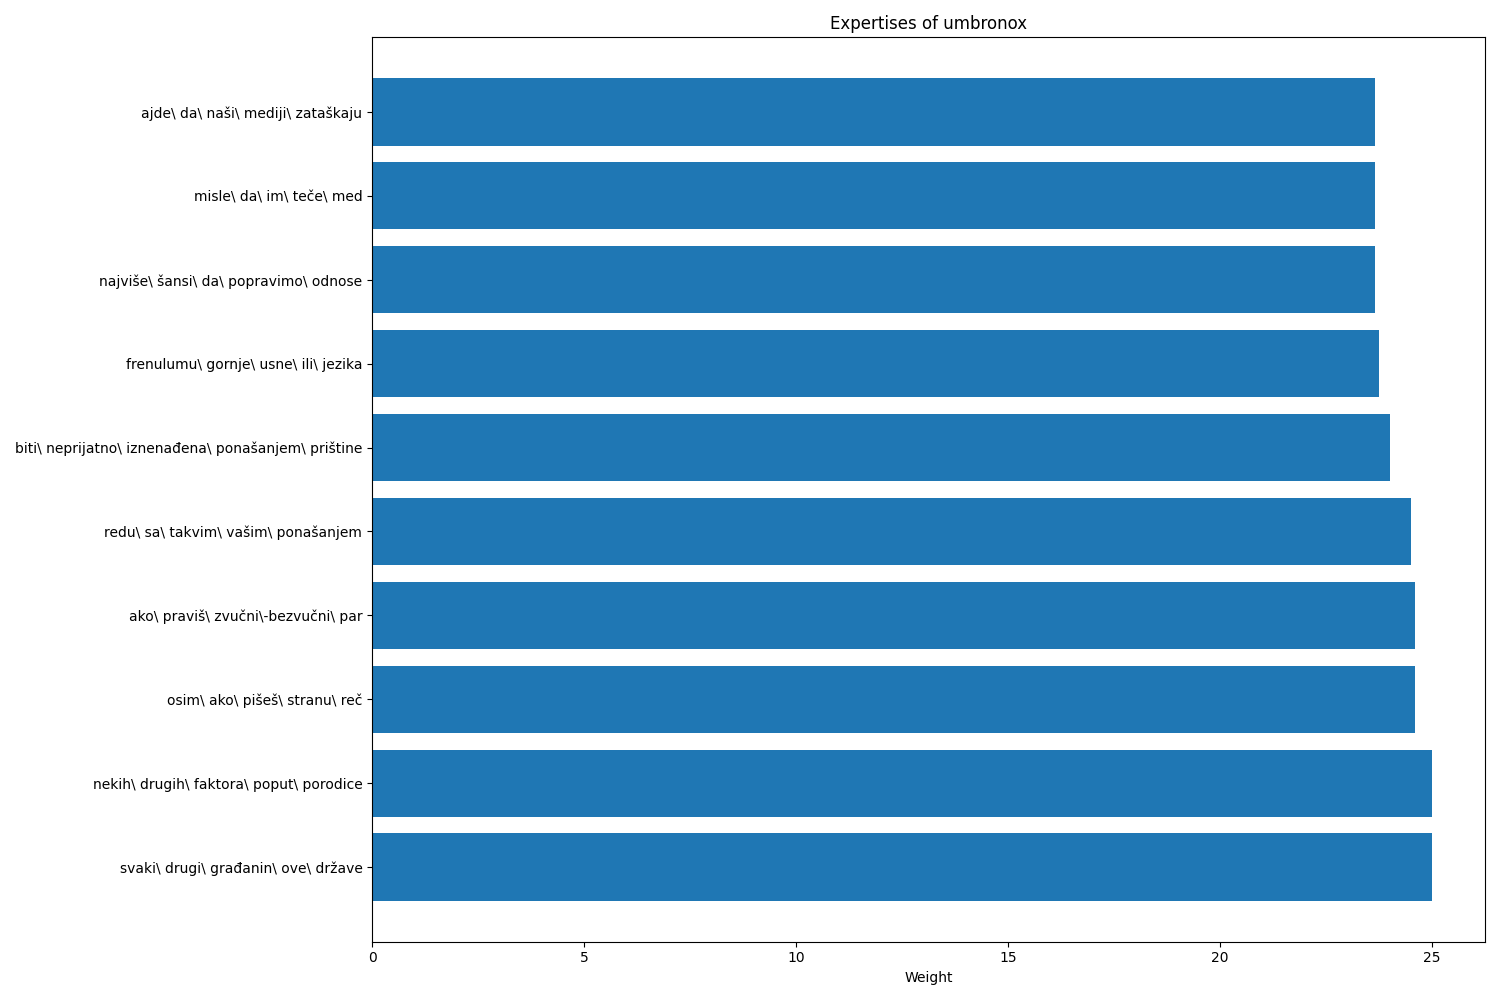 Expertises of umbronox
ajde\ da\ naši\ mediji\ zataškaju
misle\ da\ im\ teče\ med
najviše\ šansi\ da\ popravimo\ odnose
frenulumu\ gornje\ usne\ ili\ jezika
biti\ neprijatno\ iznenađena\ ponašanjem\ prištine
redu\ sa\ takvim\ vašim\ ponašanjem
ako\ praviš\ zvučni\-bezvučni\ par
osim\ ako\ pišeš\ stranu\ reč
nekih\ drugih\ faktora\ poput\ porodice
svaki\ drugi\ građanin\ ove\ države
0 5 10 15 20 25
Weight